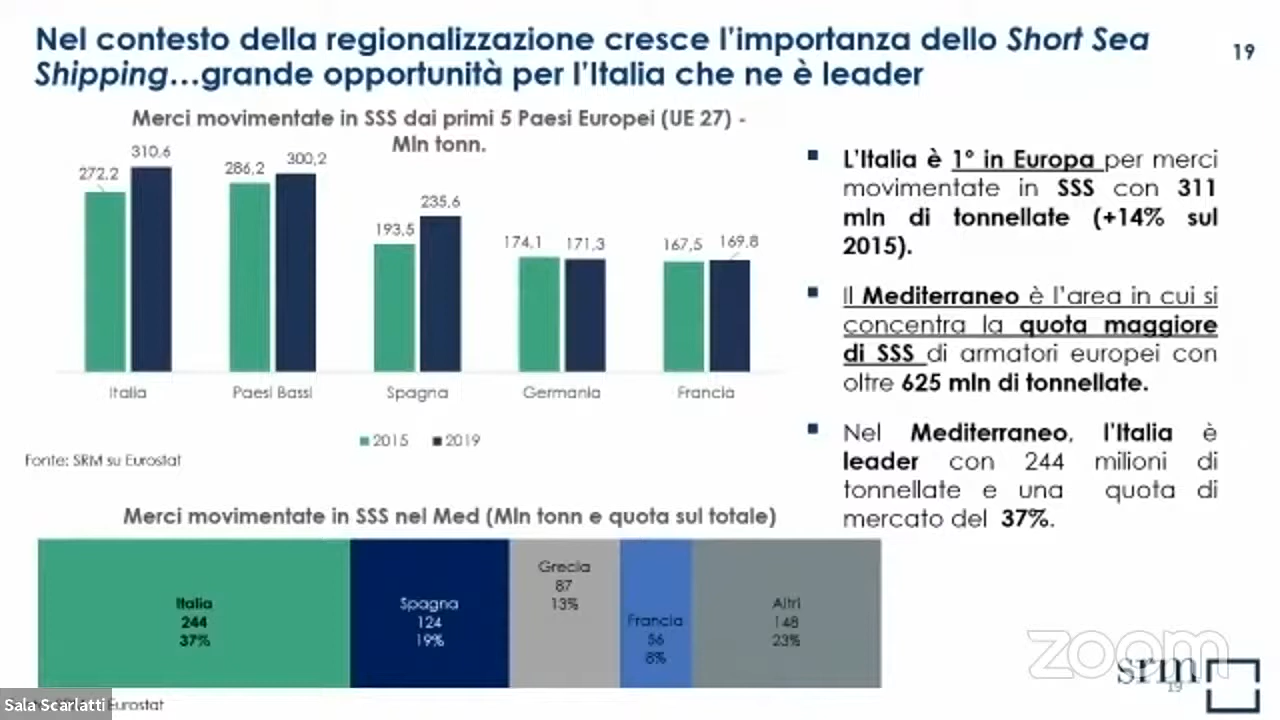 Nel contesto della regionalizzazione cresce l'importanza dello Short Sea
Shipping...grande opportunità per l'Italia che ne è leader
19
Merci movimentate in SSS dai primi 5 Paesi Europei (UE 27) -
Mln tonn.
272,2
310,6
286,2
300,2
193,5
235,6
174,1
171,3
167,5
169,8
Italia
Paesi Bassi
Spagna
Germania
Francia
2015
2019
Fonte: SRM su Eurostat
L'Italia è 1° in Europa per merci
movimentate in SSS con 311
mln di tonnellate (+14% sul
2015).
Il Mediterraneo è l'area in cui si
concentra la quota maggiore
di SSS di armatori europei con
oltre 625 mln di tonnellate.
Nel Mediterraneo, l'Italia è
leader con 244 milioni di
tonnellate e una quota di
mercato del 37%.
Merci movimentate in SSS nel Med (Mln tonn e quota sul totale)
Italia
244
37%
Spagna
124
19%
Grecia
87
13%
Francia
56
8%
Altri
148
23%
Eurostat
Sala Scarlatti
zoom
srm
19